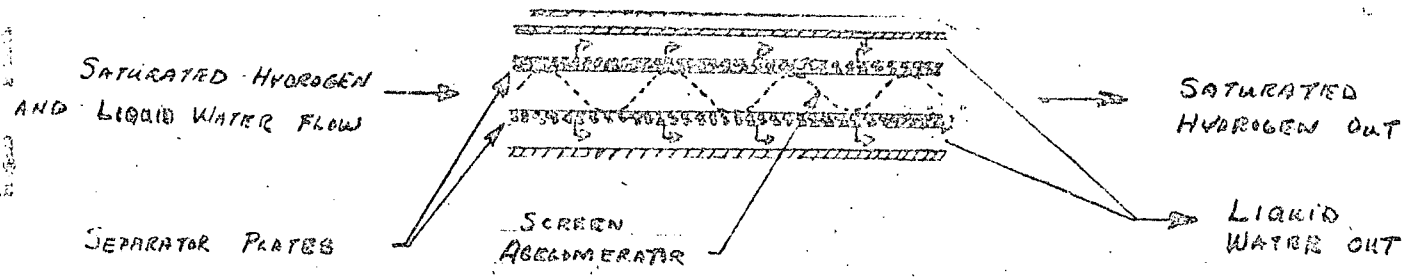 SATURATED HYDROGEN
AND LIQUID WATER FLOW
SATURATED
HYDROGEN OUT
SEPARATOR PLATES
SCREEN
AGGLOMERATOR
LIQUID
WATER OUT